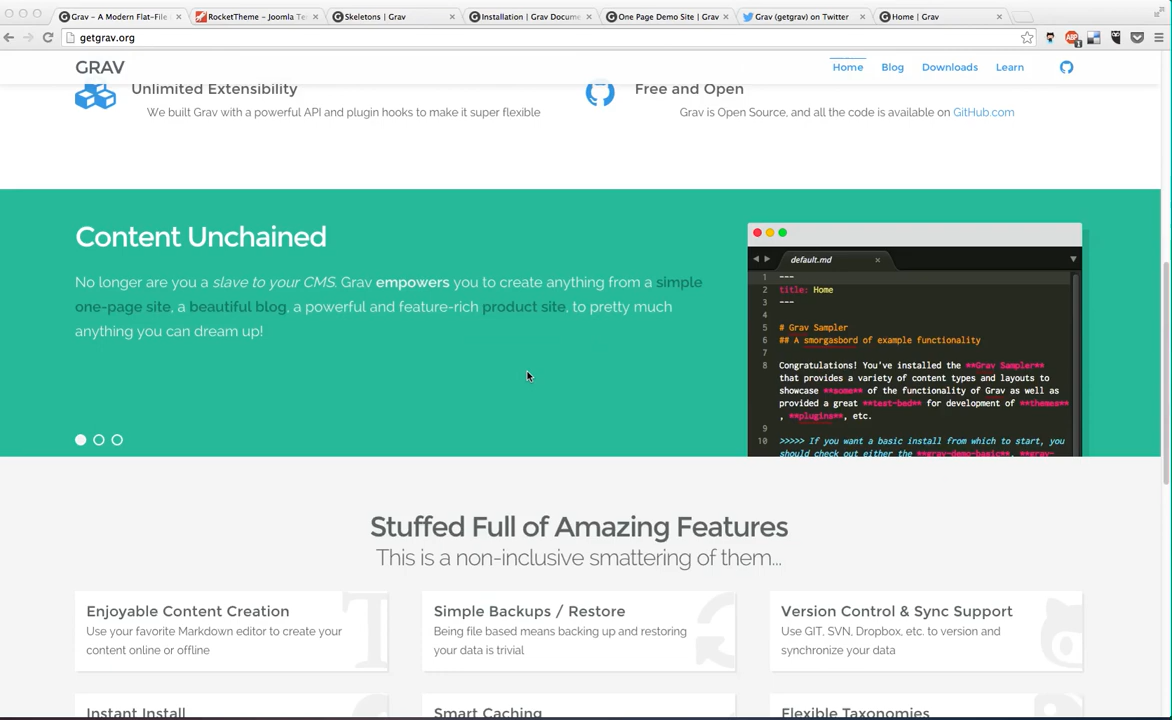 Grav - A Modern Flat-File
RocketTheme - Joomla Te
Skeletons | Grav
Installation | Grav Docume
One Page Demo Site | Grav
Grav (getgrav) on Twitter
Home | Grav
getgrav.org
GRAV
Home
Blog
Downloads
Learn
Unlimited Extensibility
We built Grav with a powerful API and plugin hooks to make it super flexible
Free and Open
Grav is Open Source, and all the code is available on GitHub.com
Content Unchained
No longer are you a slave to your CMS. Grav empowers you to create anything from a simple
one-page site, a beautiful blog, a powerful and feature-rich product site, to pretty much
anything you can dream up!
default.md
1 ---
2 title: Home
3 ---
4
5 # Grav Sampler
6 ## A smorgasbord of example functionality
7
8 Congratulations! You've installed the **Grav Sampler**
that provides a variety of content types and layouts to
showcase **some** of the functionality of Grav as well as
provided a great **test-bed** for development of **themes**
, **plugins**, etc.
9
10 >>>>> If you want a basic install from which to start, you
should check out either the **grav-demo-basic**, **grav-
Stuffed Full of Amazing Features
This is a non-inclusive smattering of them...
Enjoyable Content Creation
Use your favorite Markdown editor to create your
content online or offline
Simple Backups / Restore
Being file based means backing up and restoring
your data is trivial
Version Control & Sync Support
Use GIT, SVN, Dropbox, etc. to version and
synchronize your data
Instant Install
Smart Caching
Flexible Taxonomies